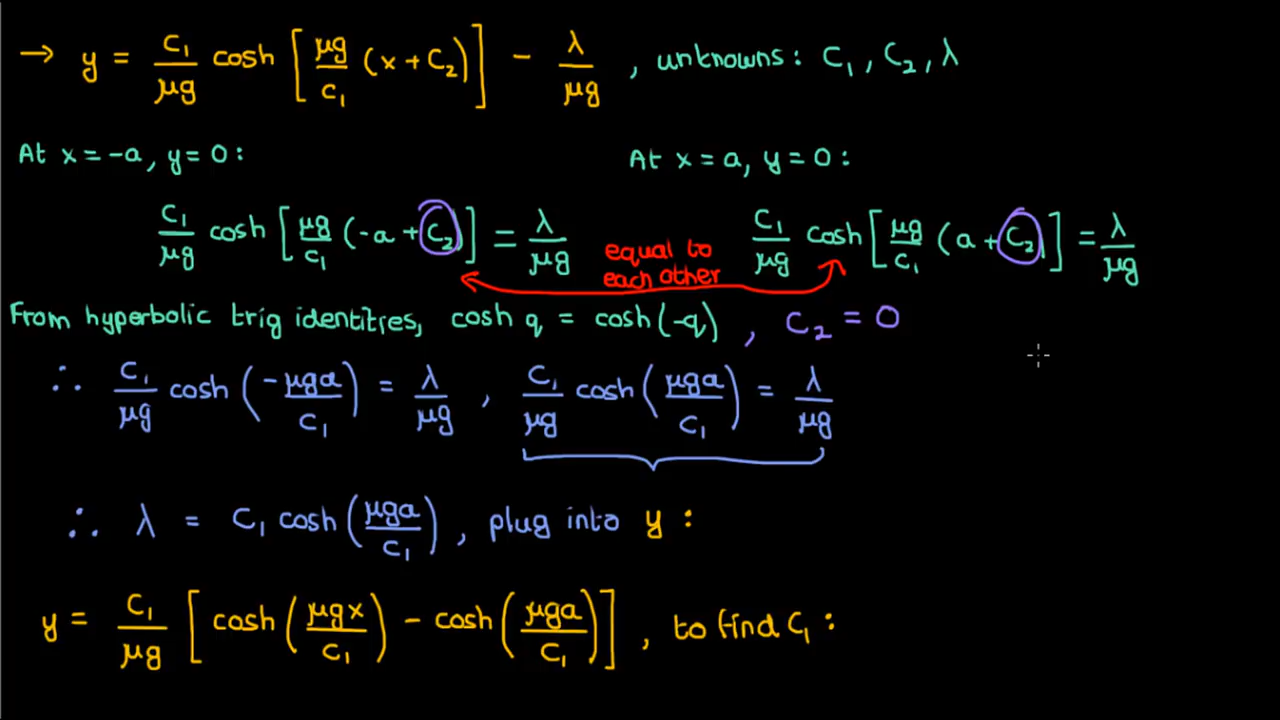 → y = C₁/μg cosh [ μg/C₁ (x + C₂) ] - λ/μg , unknowns: C₁, C₂, λ
At x = -a, y = 0: At x = a, y = 0:
C₁/μg cosh [ μg/C₁ (-a + C₂) ] = λ/μg equal to each other C₁/μg cosh [ μg/C₁ (a + C₂) ] = λ/μg
From hyperbolic trig identities, cosh q = cosh(-q) , C₂ = 0
∴ C₁/μg cosh ( -μga/C₁ ) = λ/μg , C₁/μg cosh ( μga/C₁ ) = λ/μg
∴ λ = C₁ cosh ( μga/C₁ ) , plug into y :
y = C₁/μg [ cosh ( μgx/C₁ ) - cosh ( μga/C₁ ) ] , to find C₁ :